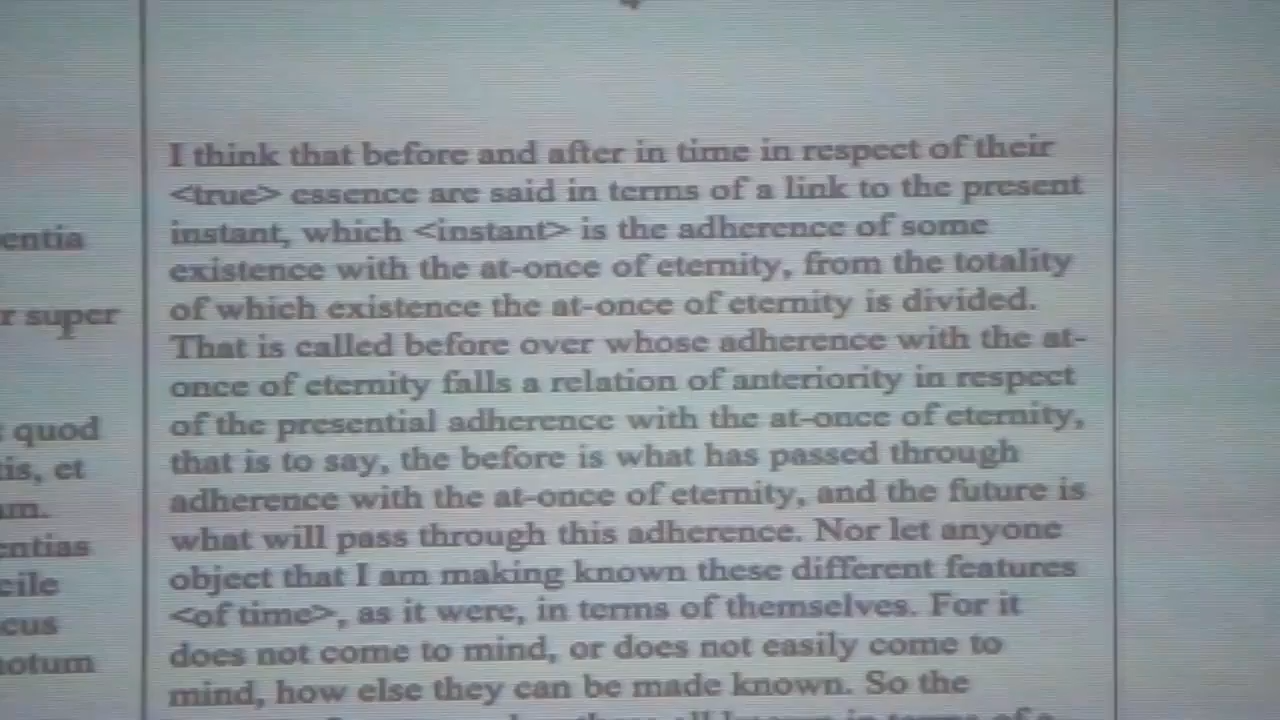 I think that before and after in time in respect of their
<true> essence are said in terms of a link to the present
instant, which <instant> is the adherence of some
existence with the at-once of eternity, from the totality
of which existence the at-once of eternity is divided.
That is called before over whose adherence with the at-
once of eternity falls a relation of anteriority in respect
of the presential adherence with the at-once of eternity,
that is to say, the before is what has passed through
adherence with the at-once of eternity, and the future is
what will pass through this adherence. Nor let anyone
object that I am making known these different features
<of time>, as it were, in terms of themselves. For it
does not come to mind, or does not easily come to
mind, how else they can be made known. So the
entia
r super
quod
tis, et
um.
entias
cile
cus
notum